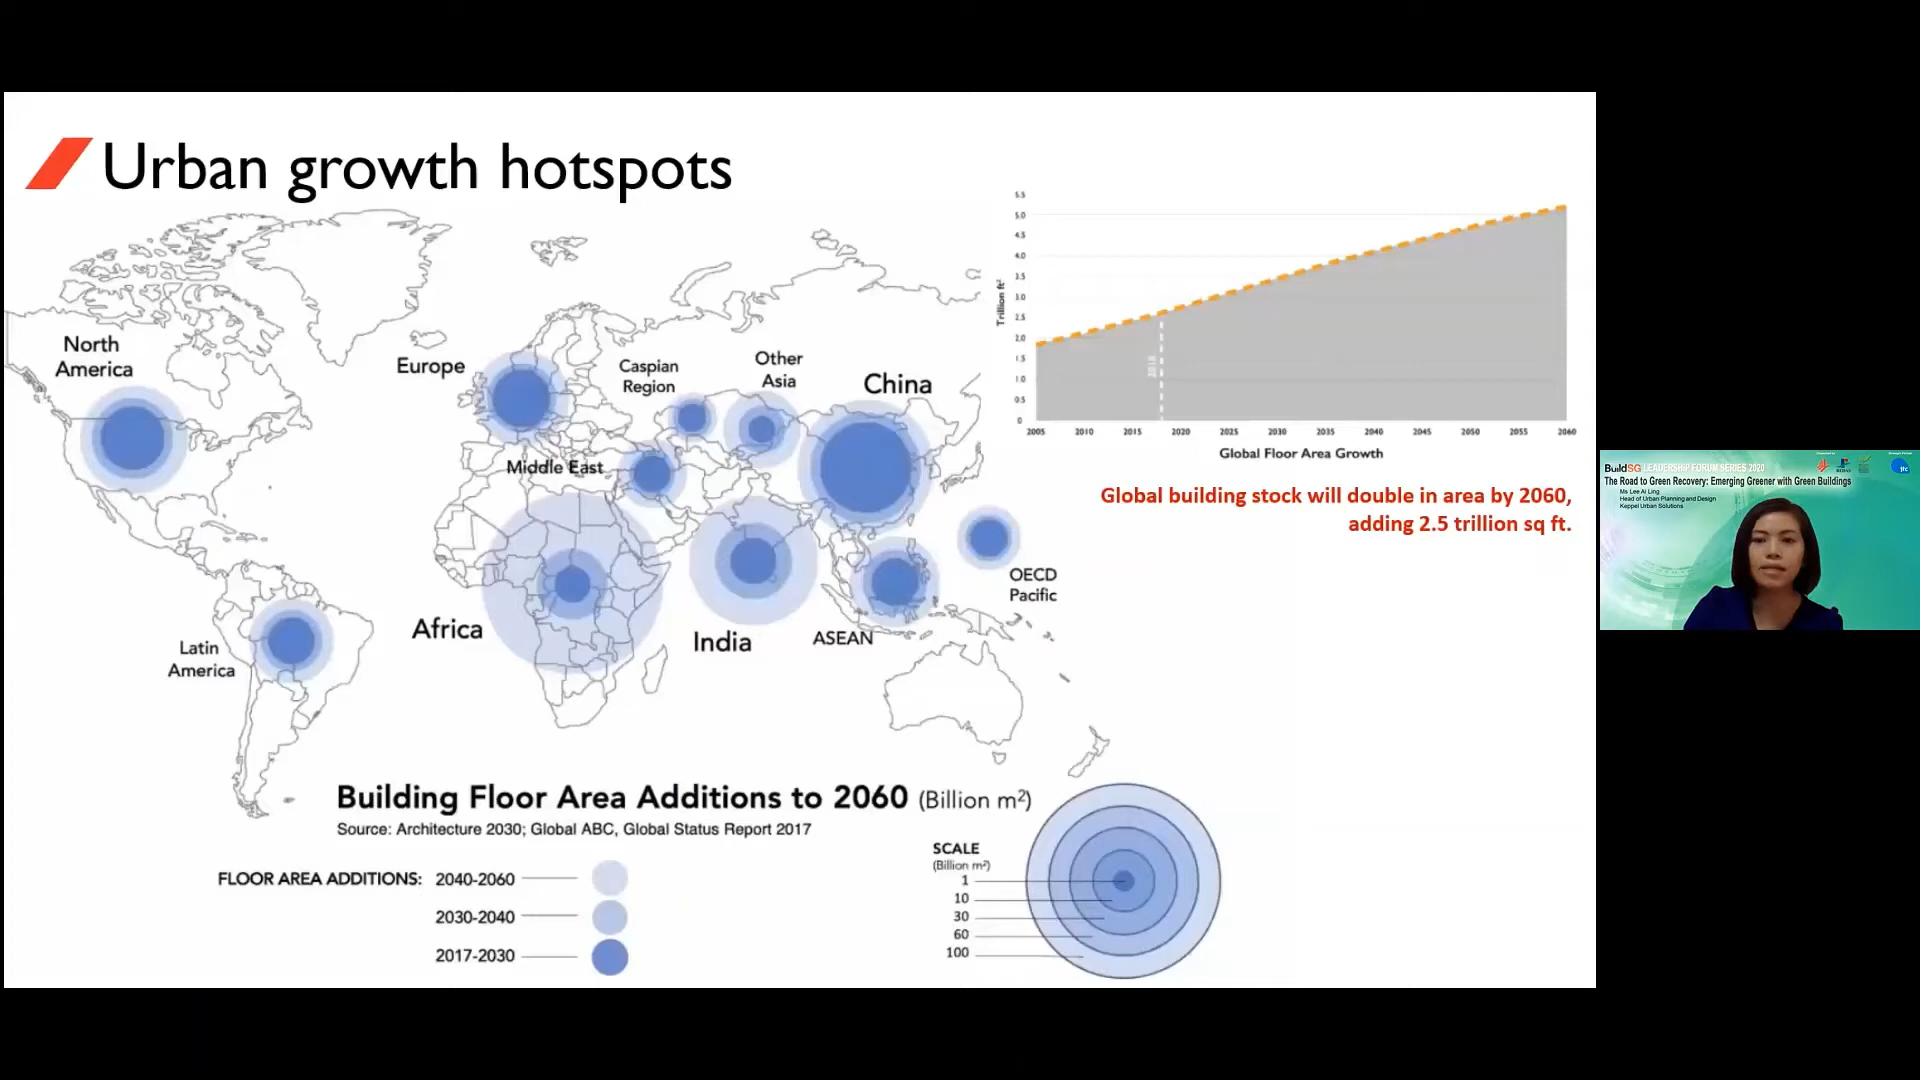 Urban growth hotspots
North
America
Europe
Caspian
Region
Other
Asia
China
Middle East
Africa
India
ASEAN
OECD
Pacific
Latin
America
Building Floor Area Additions to 2060 (Billion m²)
Source: Architecture 2030; Global ABC, Global Status Report 2017
FLOOR AREA ADDITIONS: 2040-2060
2030-2040
2017-2030
SCALE
(Billion m²)
1
10
30
60
100
5.5
5.0
4.5
4.0
3.5
3.0
2.5
2.0
1.5
1.0
0.5
0
Trillion ft²
2018
2005 2010 2015 2020 2025 2030 2035 2040 2045 2050 2055 2060
Global Floor Area Growth
Global building stock will double in area by 2060,
adding 2.5 trillion sq ft.
BuildSG LEADERSHIP FORUM SERIES 2020
The Road to Green Recovery: Emerging Greener with Green Buildings
Ms Lee Ai Ling
Head of Urban Planning and Design
Keppel Urban Solutions